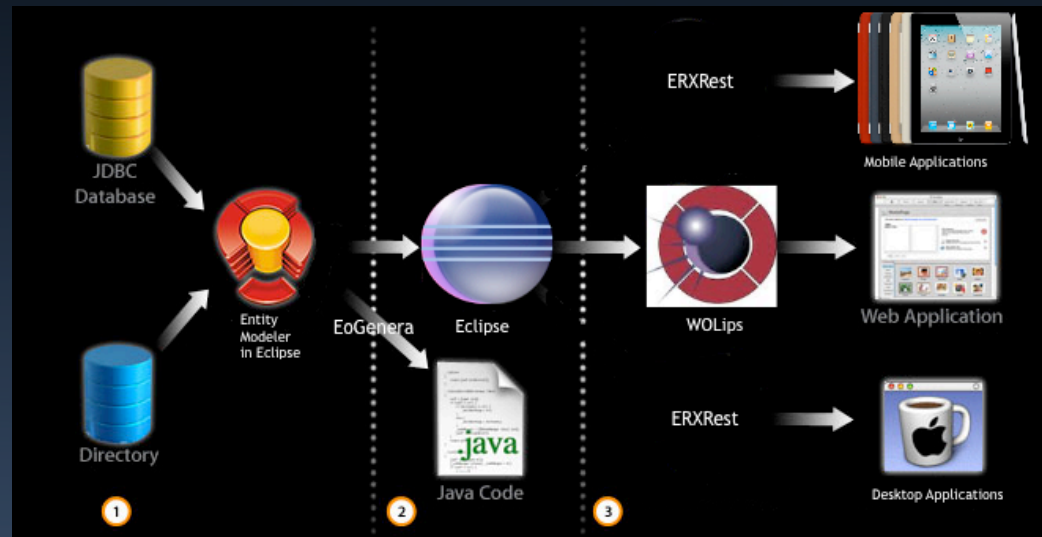 JDBC
Database
Directory
Entity
Modeler
in Eclipse
EoGenera
Eclipse
.java
Java Code
WOLips
ERXRest
Mobile Applications
Web Application
ERXRest
Desktop Applications
1
2
3